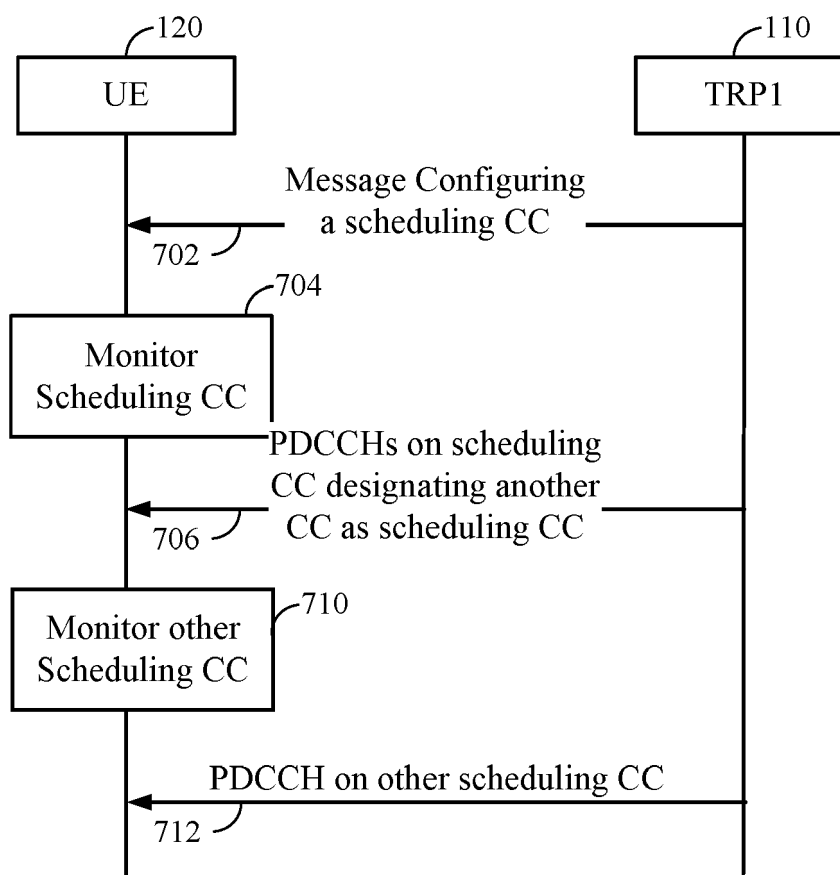 120
110
UE
TRP1
Message Configuring
a scheduling CC
702
704
Monitor
Scheduling CC
PDCCHs on scheduling
CC designating another
CC as scheduling CC
706
710
Monitor other
Scheduling CC
PDCCH on other scheduling CC
712